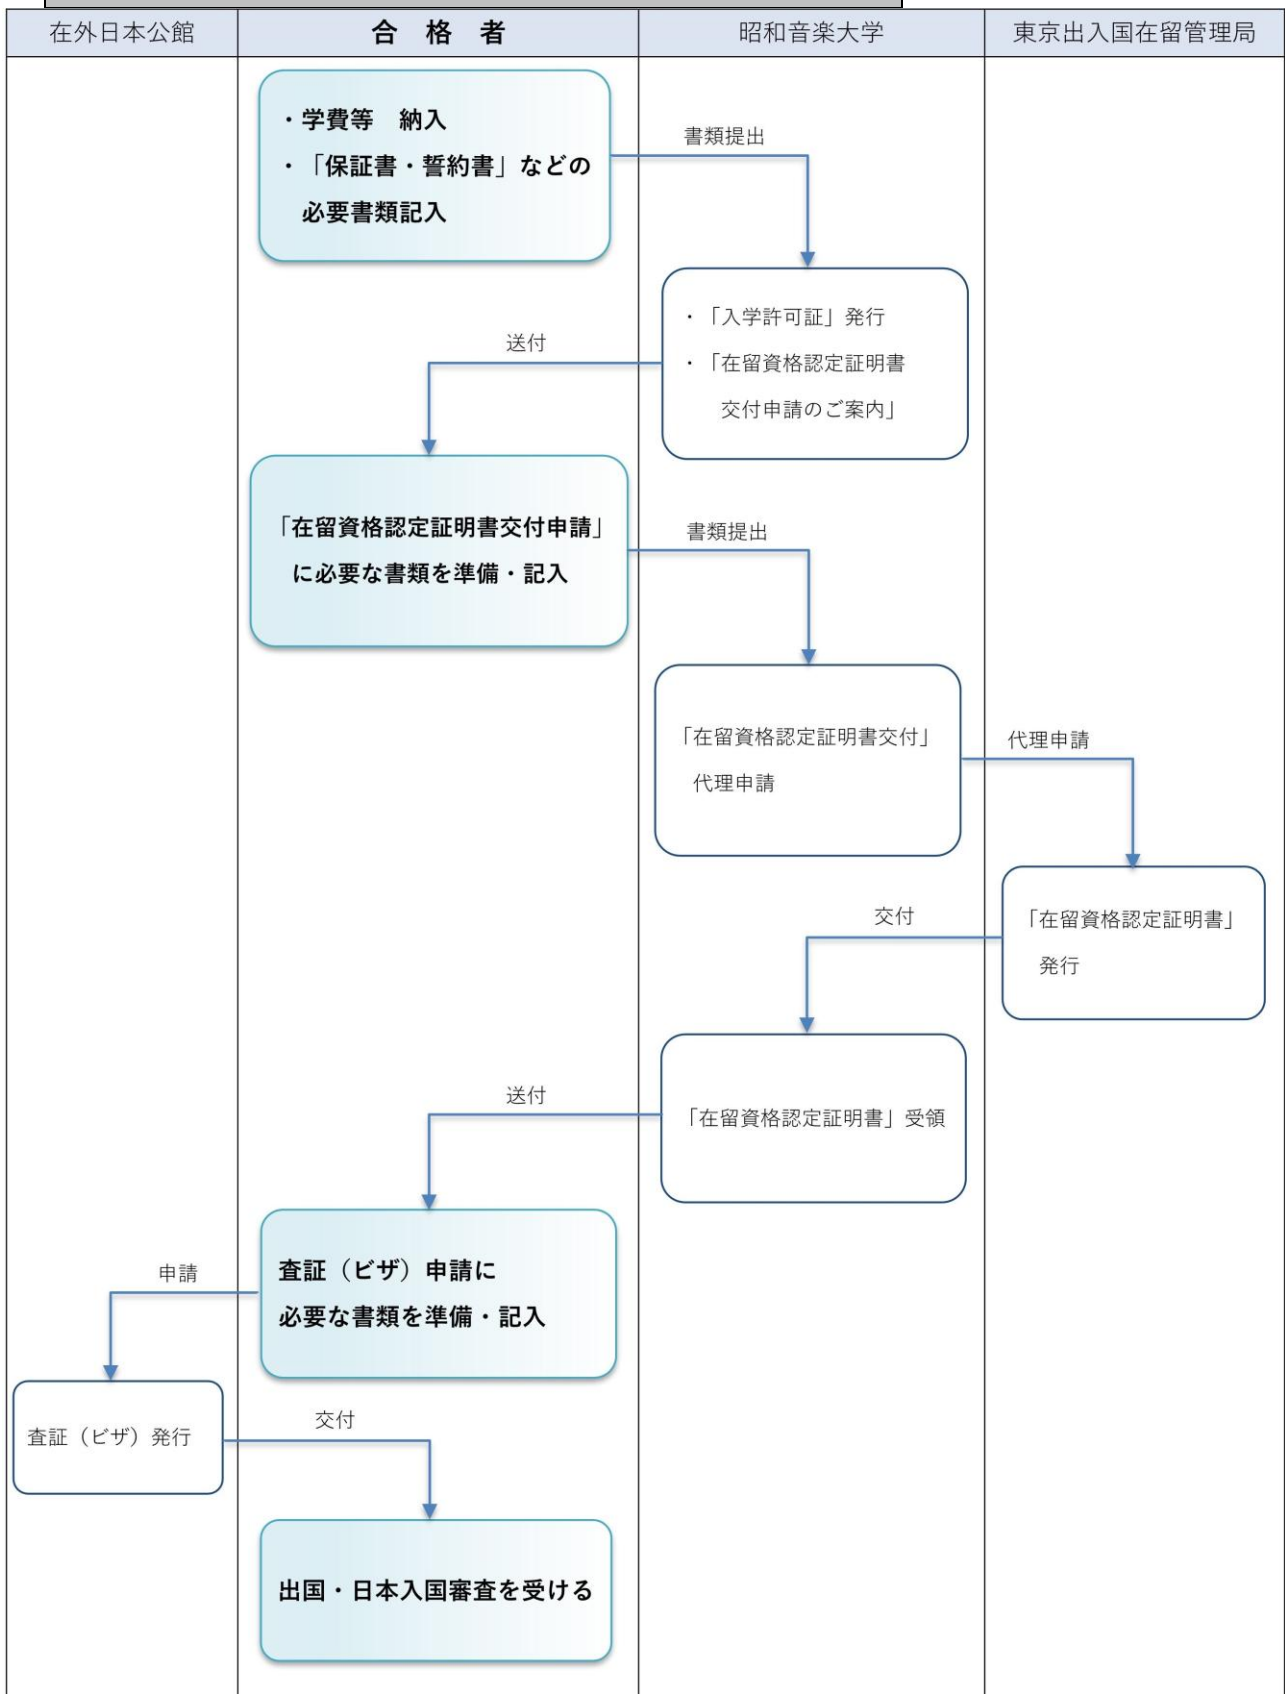 在外日本公館
合 格 者
昭和音楽大学
東京出入国在留管理局
・学費等 納入
・「保証書・誓約書」などの
必要書類記入
書類提出
・「入学許可証」発行
・「在留資格認定証明書
交付申請のご案内」
送付
「在留資格認定証明書交付申請」
に必要な書類を準備・記入
書類提出
「在留資格認定証明書交付」
代理申請
代理申請
「在留資格認定証明書」
発行
交付
「在留資格認定証明書」受領
送付
査証（ビザ）申請に
必要な書類を準備・記入
申請
査証（ビザ）発行
交付
出国・日本入国審査を受ける